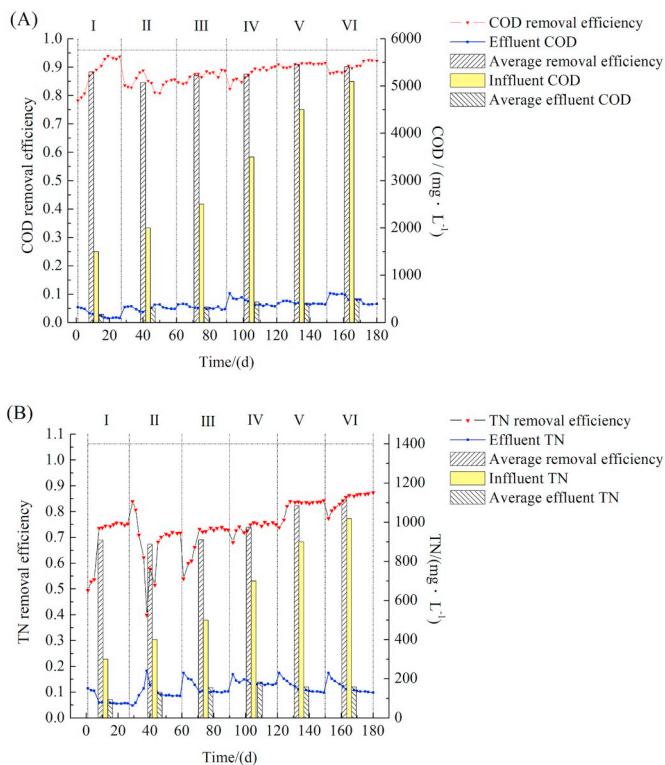 (A)
I II III IV V VI
COD removal efficiency
Effluent COD
Average removal efficiency
Inffluent COD
Average effluent COD
1.0
0.9
0.8
0.7
0.6
0.5
0.4
0.3
0.2
0.1
0.0
COD removal efficiency
6000
5000
4000
3000
2000
1000
0
COD / (mg · L-1)
0 20 40 60 80 100 120 140 160 180
Time/(d)
(B)
I II III IV V VI
TN removal efficiency
Effluent TN
Average removal efficiency
Inffluent TN
Average effluent TN
1.1
1.0
0.9
0.8
0.7
0.6
0.5
0.4
0.3
0.2
0.1
0.0
TN removal efficiency
1400
1200
1000
800
600
400
200
0
TN/(mg · L-1)
0 20 40 60 80 100 120 140 160 180
Time/(d)